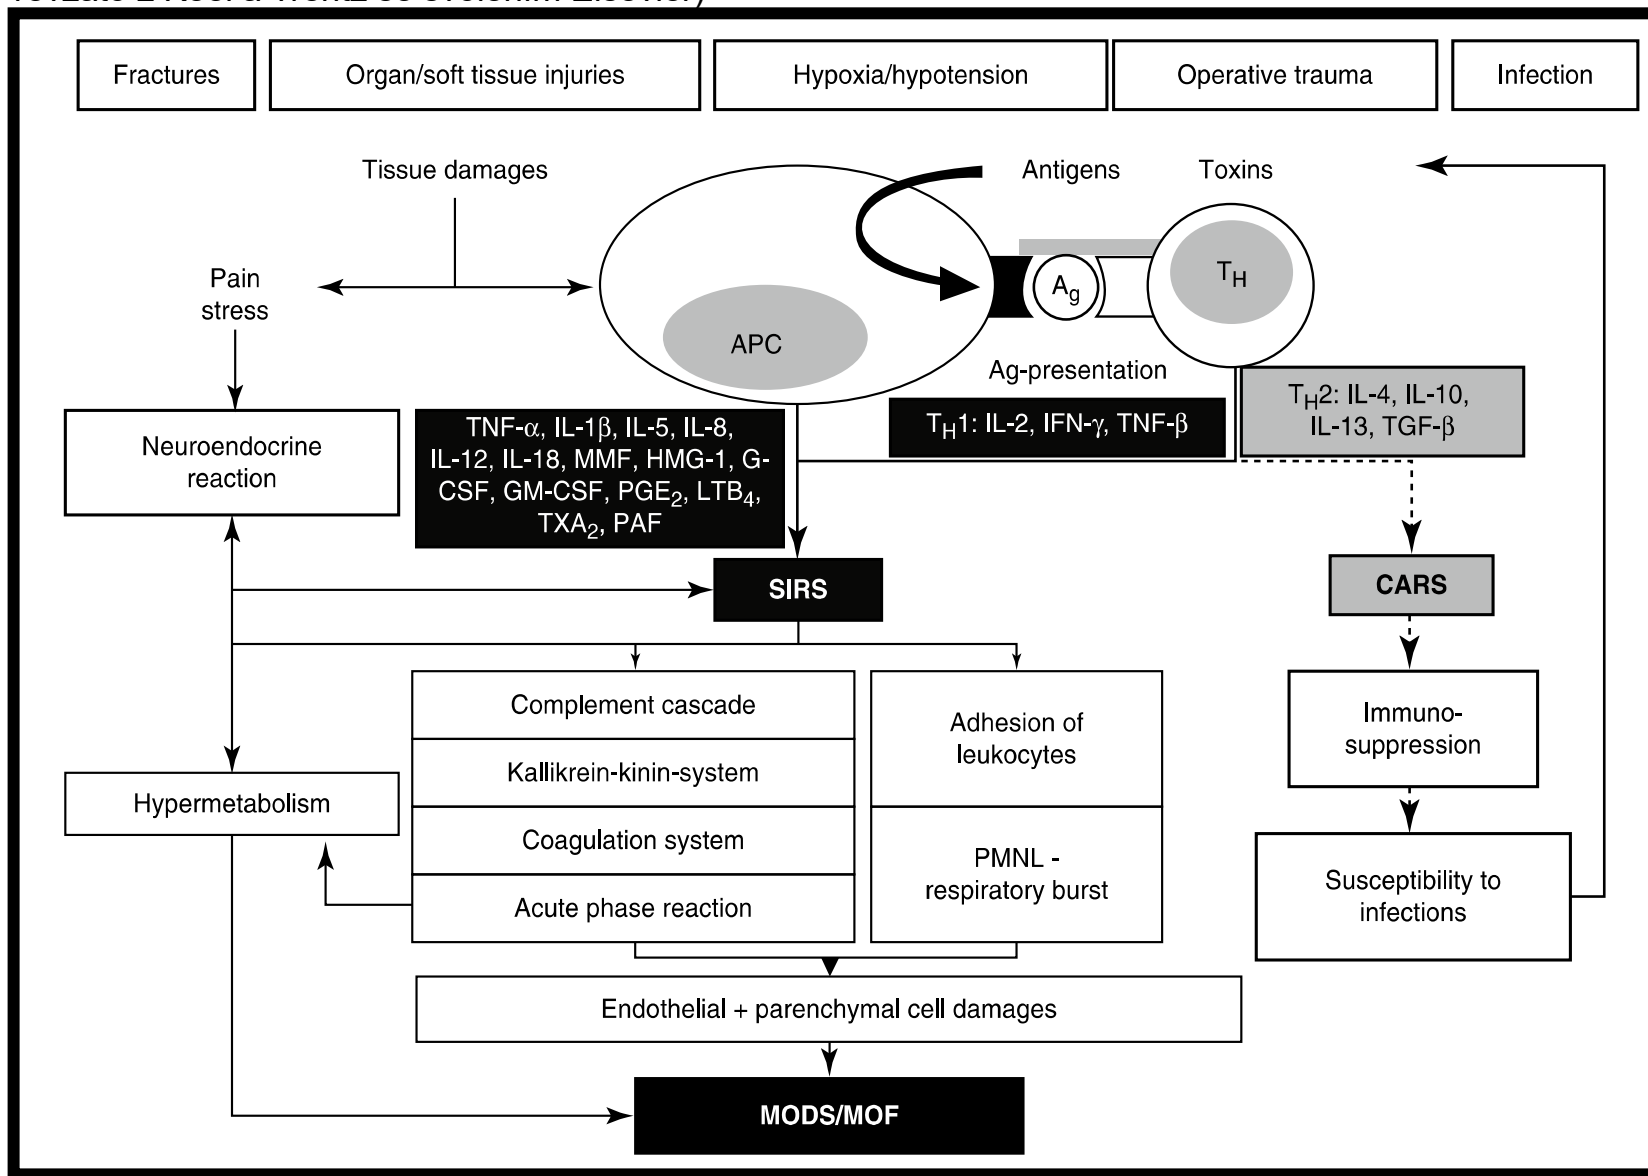 Fractures
Organ/soft tissue injuries
Hypoxia/hypotension
Operative trauma
Infection
Tissue damages
Antigens
Toxins
Pain
stress
APC
Ag
TH
Ag-presentation
Neuroendocrine
reaction
TNF-α, IL-1β, IL-5, IL-8,
IL-12, IL-18, MMF, HMG-1, G-
CSF, GM-CSF, PGE2, LTB4,
TXA2, PAF
TH1: IL-2, IFN-γ, TNF-β
TH2: IL-4, IL-10,
IL-13, TGF-β
SIRS
CARS
Complement cascade
Kallikrein-kinin-system
Coagulation system
Acute phase reaction
Adhesion of
leukocytes
PMNL -
respiratory burst
Immuno-
suppression
Hypermetabolism
Susceptibility to
infections
Endothelial + parenchymal cell damages
MODS/MOF